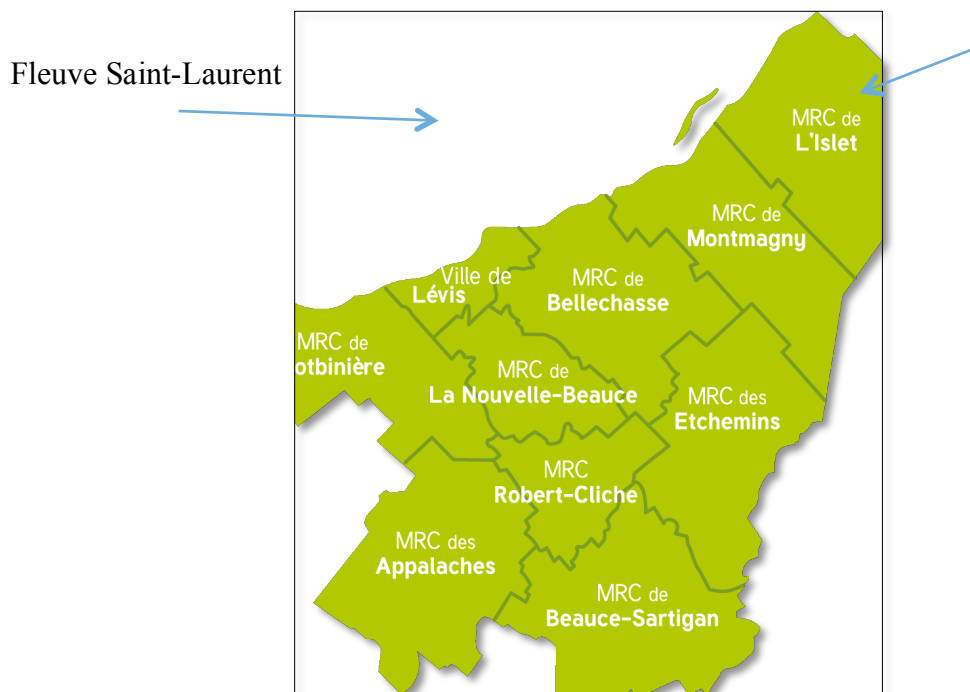 Fleuve Saint-Laurent
MRC de
L'Islet
MRC de
Montmagny
Ville de
Lévis
MRC de
Bellechasse
MRC de
otbinière
MRC de
La Nouvelle-Beauce
MRC des
Etchemins
MRC
Robert-Cliche
MRC des
Appalaches
MRC de
Beauce-Sartigan